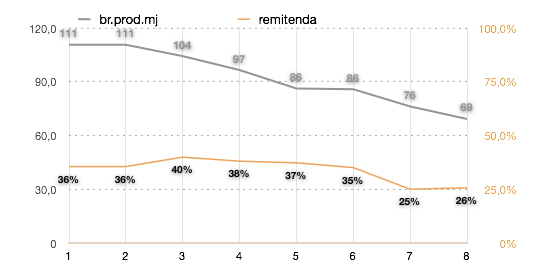 br.prod.mj remitenda
120,0 111 111 104 97 86 86 76 69 100,0%
90,0 75,0%
60,0 50,0%
36% 36% 40% 38% 37% 35% 25% 26%
30,0 25,0%
0 0%
1 2 3 4 5 6 7 8